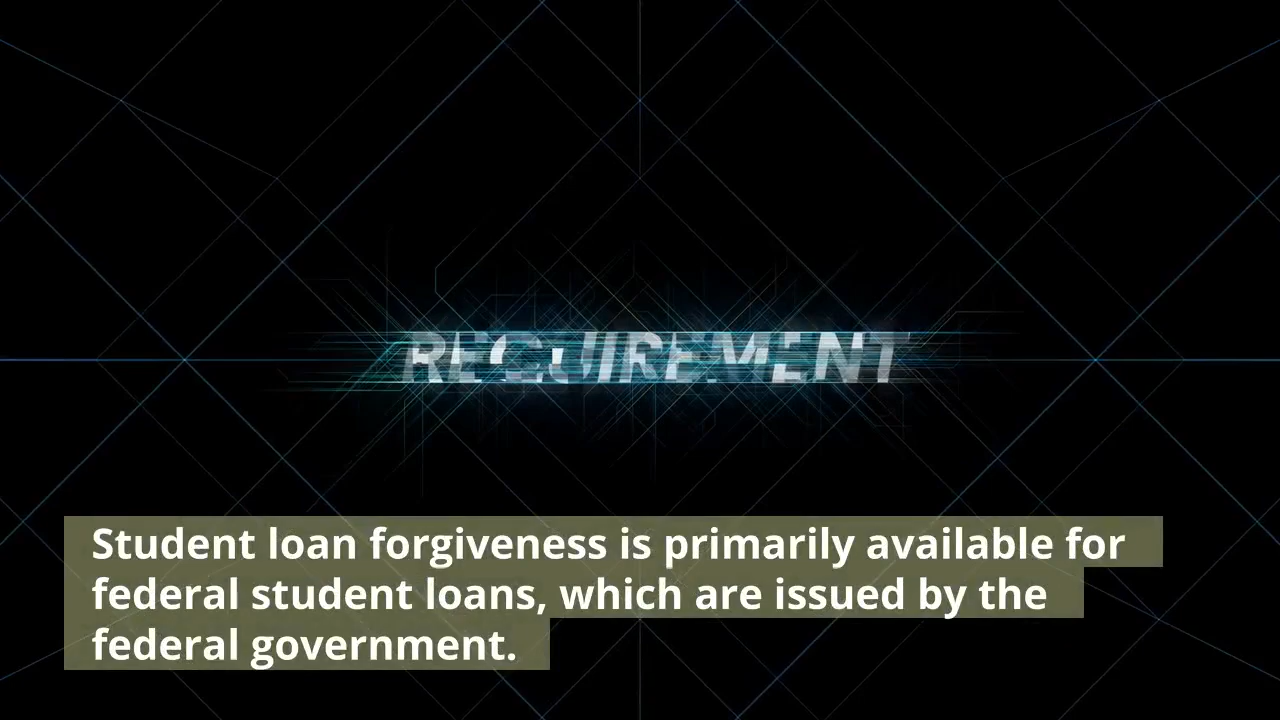 REQUIREMENT
Student loan forgiveness is primarily available for
federal student loans, which are issued by the
federal government.